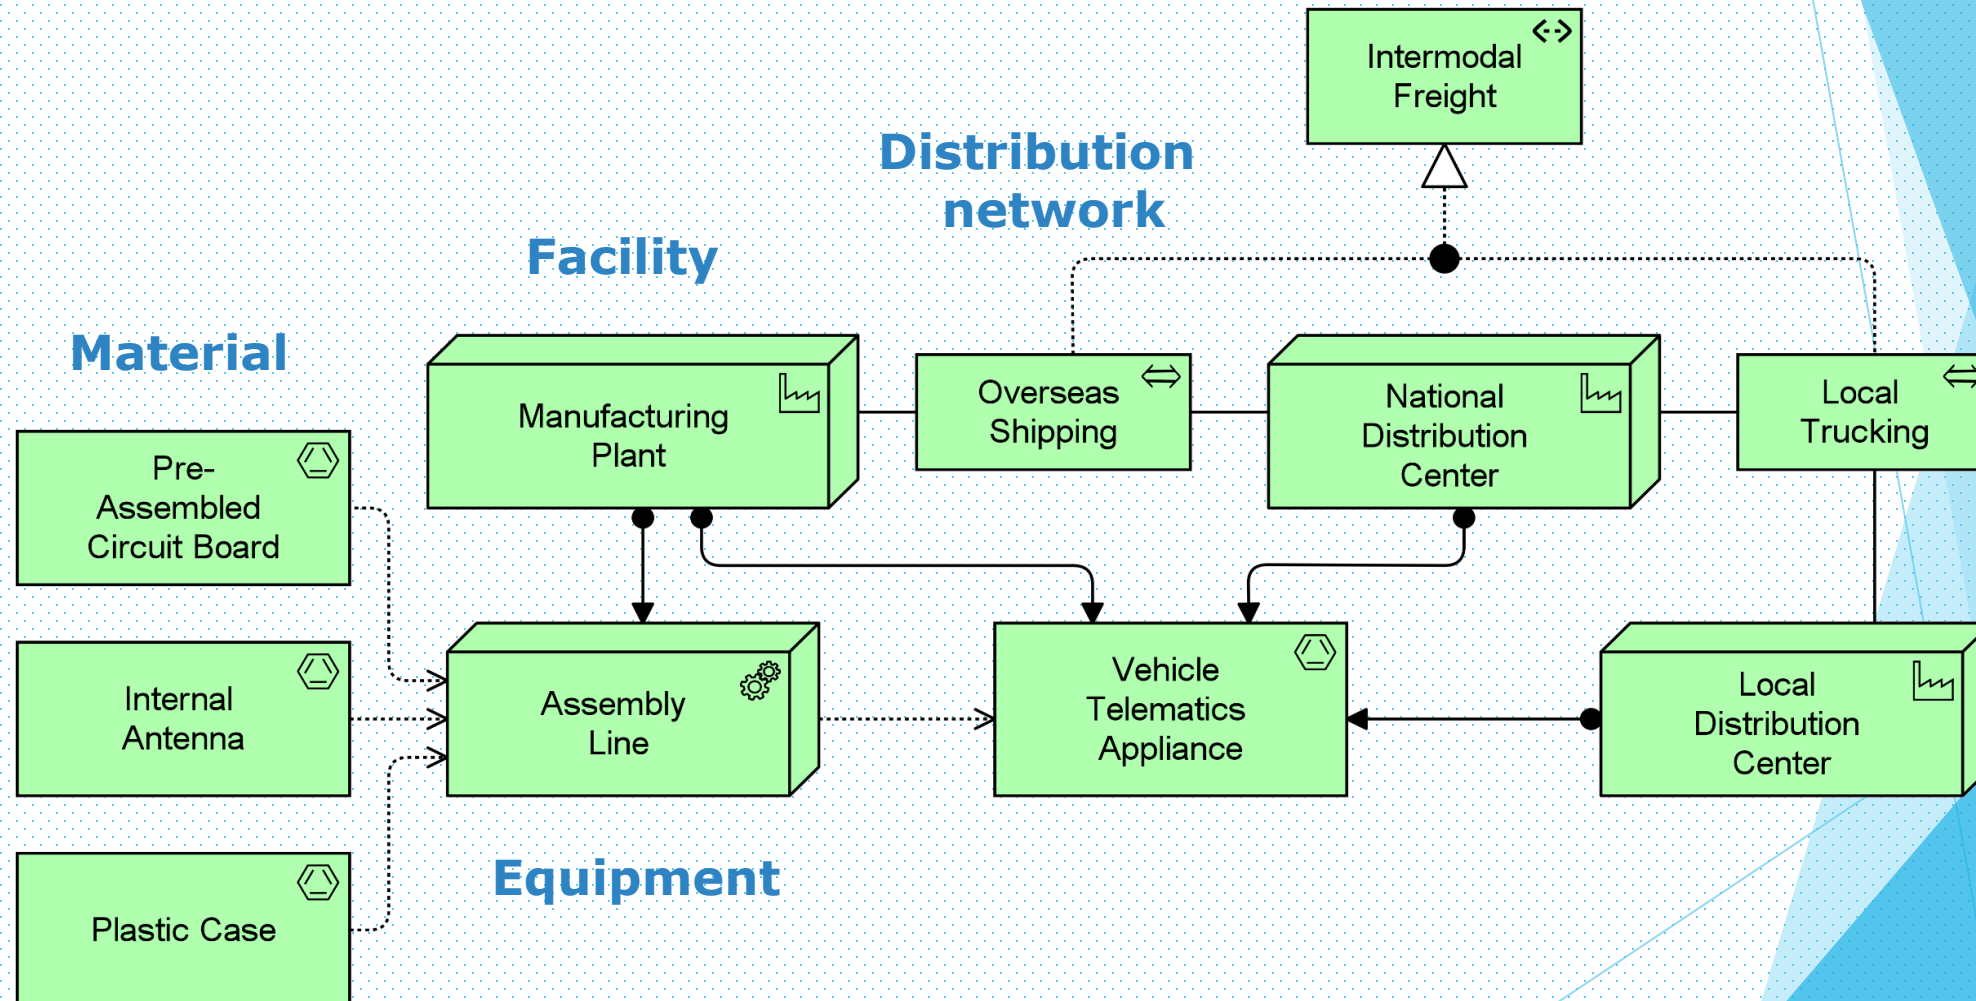 Intermodal
Freight
Distribution
network
Facility
Material
Manufacturing
Plant
Overseas
Shipping
National
Distribution
Center
Local
Trucking
Pre-
Assembled
Circuit Board
Internal
Antenna
Assembly
Line
Vehicle
Telematics
Appliance
Local
Distribution
Center
Equipment
Plastic Case